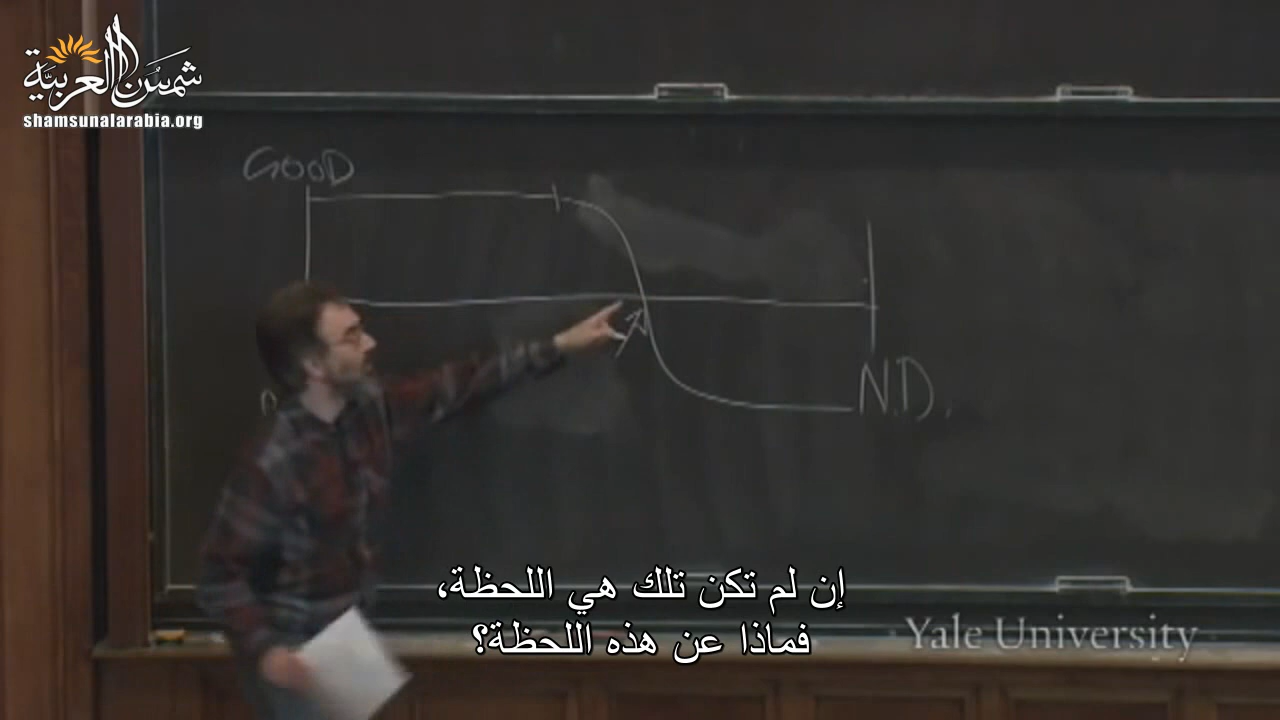 شمس العربية
shamsunalarabia.org
GOOD
N.D.
إن لم تكن تلك هي اللحظة،
فماذا عن هذه اللحظة؟
Yale University